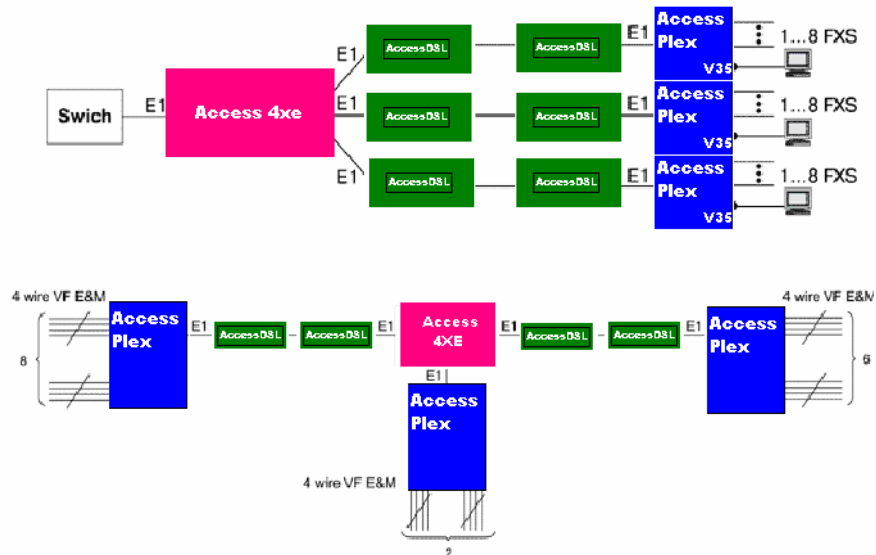 E1 AccessDSL AccessDSL E1 Access Plex V35 1...8 FXS
Swich E1 Access 4xe E1 AccessDSL AccessDSL E1 Access Plex V35 1...8 FXS
E1 AccessDSL AccessDSL E1 Access Plex V35 1...8 FXS
4 wire VF E&M
4 wire VF E&M
8 Access Plex E1 AccessDSL AccessDSL E1 Access 4XE E1 AccessDSL AccessDSL E1 Access Plex 6
E1
Access Plex
4 wire VF E&M
2